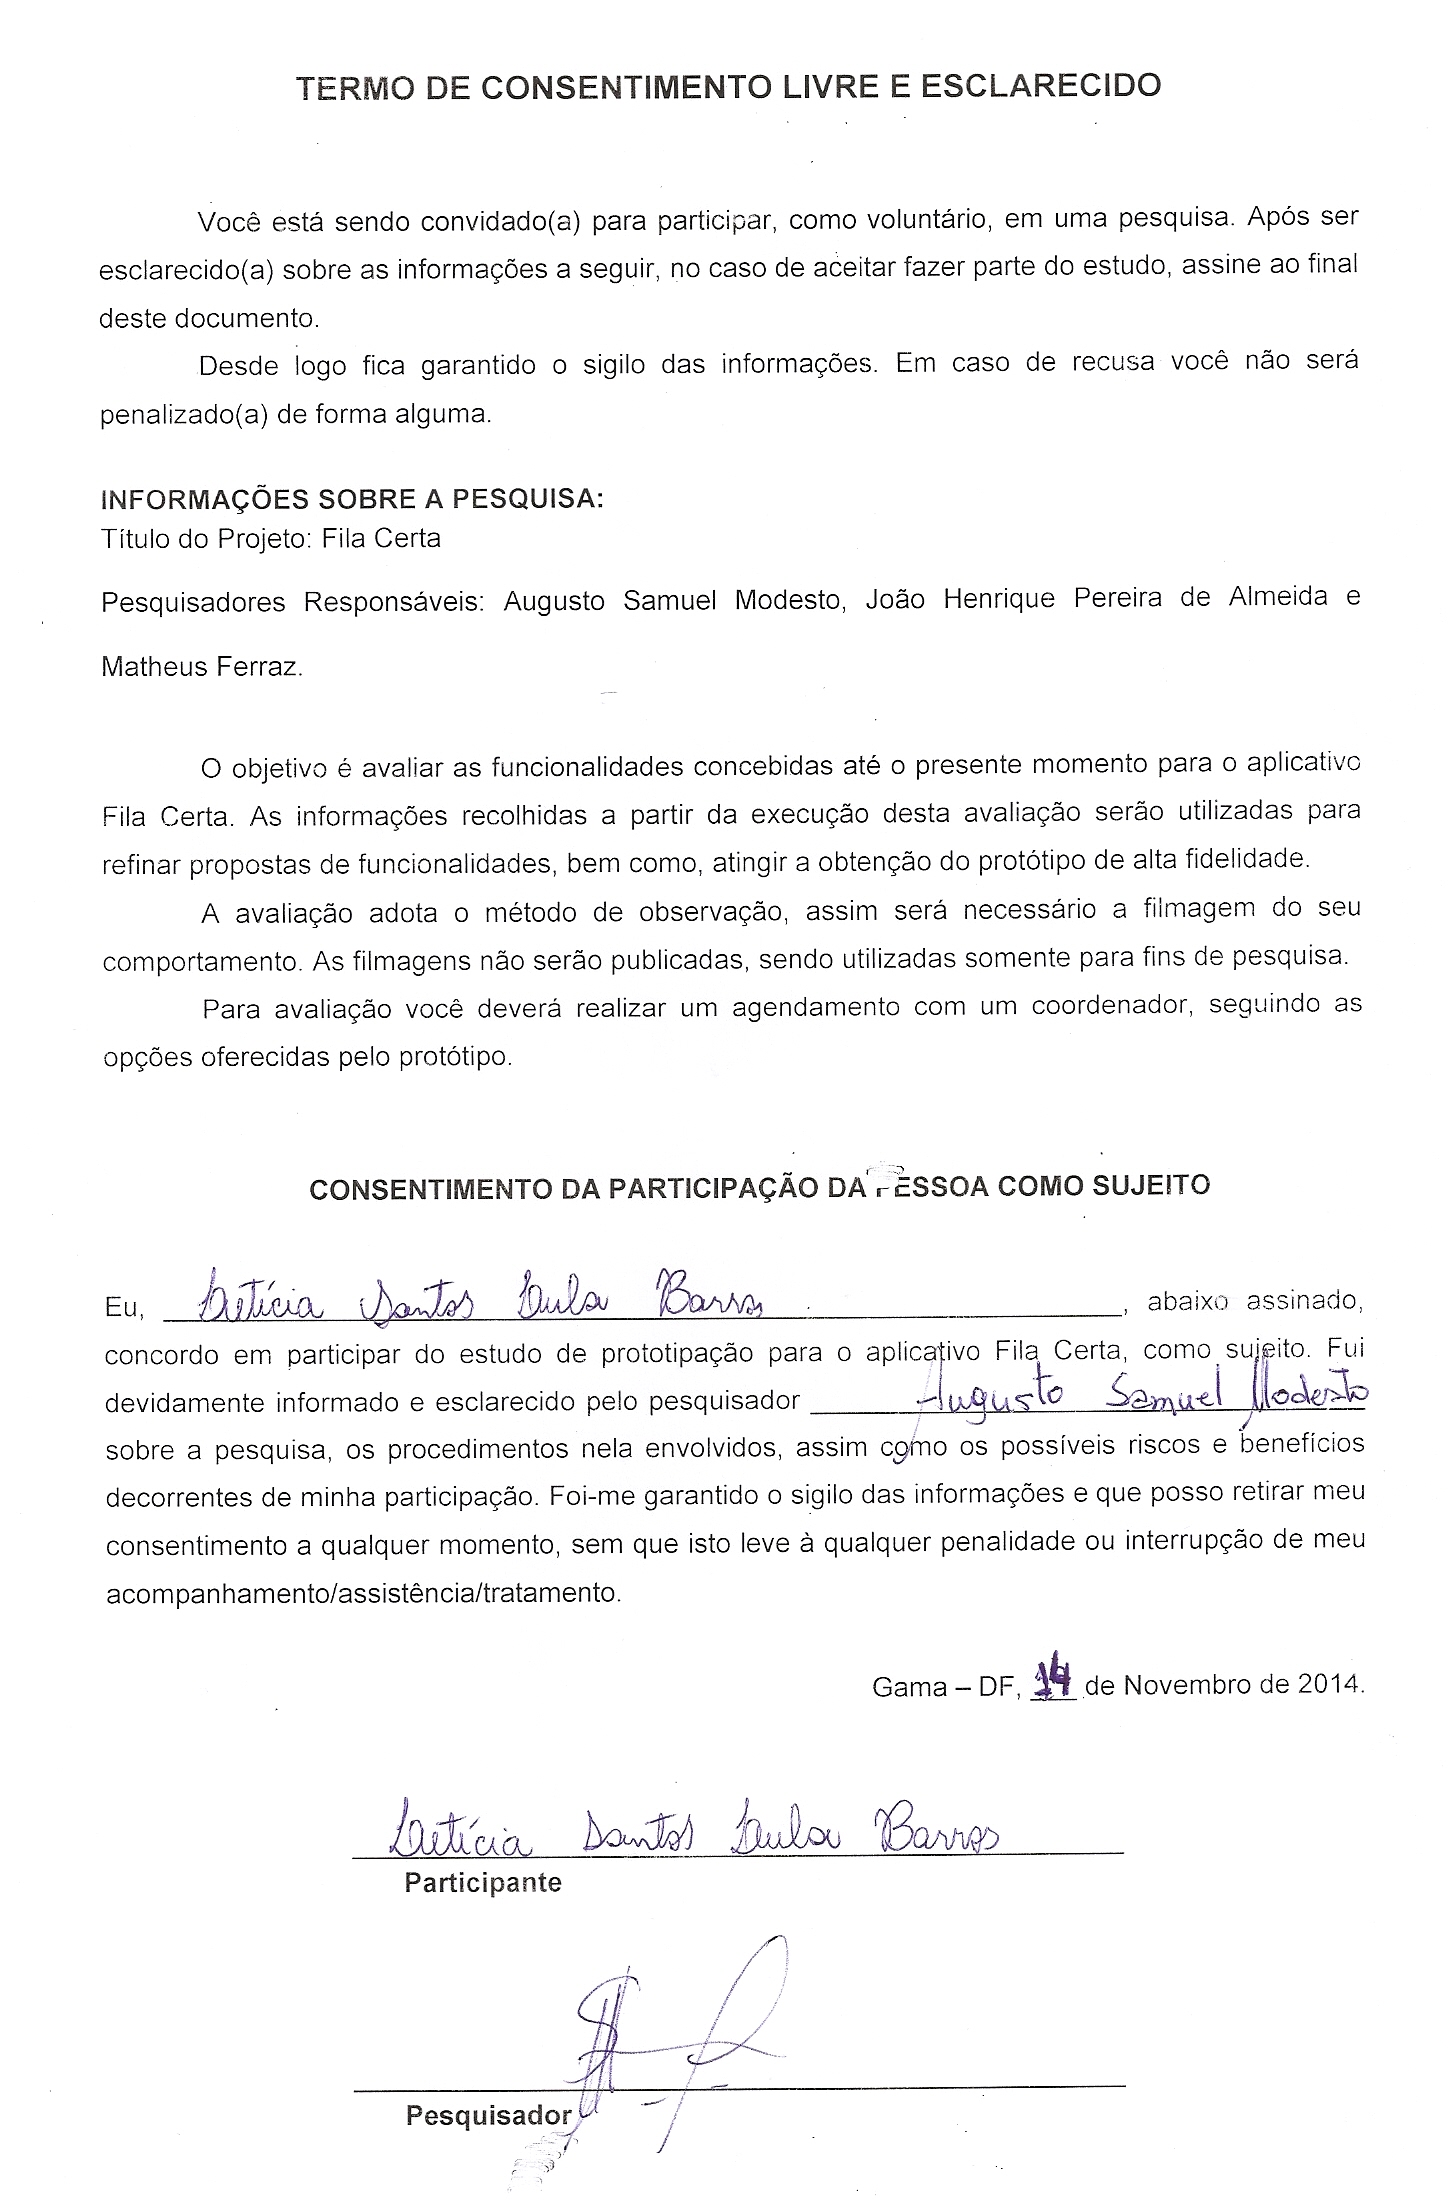 TERMO DE CONSENTIMENTO LIVRE E ESCLARECIDO
Você está sendo convidado(a) para participar, como voluntário, em uma pesquisa. Após ser
esclarecido(a) sobre as informações a seguir, no caso de aceitar fazer parte do estudo, assine ao final
deste documento.
Desde logo fica garantido o sigilo das informações. Em caso de recusa você não será
penalizado(a) de forma alguma.
INFORMAÇÕES SOBRE A PESQUISA:
Título do Projeto: Fila Certa
Pesquisadores Responsáveis: Augusto Samuel Modesto, João Henrique Pereira de Almeida e
Matheus Ferraz.
O objetivo é avaliar as funcionalidades concebidas até o presente momento para o aplicativo
Fila Certa. As informações recolhidas a partir da execução desta avaliação serão utilizadas para
refinar propostas de funcionalidades, bem como, atingir a obtenção do protótipo de alta fidelidade.
A avaliação adota o método de observação, assim será necessário a filmagem do seu
comportamento. As filmagens não serão publicadas, sendo utilizadas somente para fins de pesquisa.
Para avaliação você deverá realizar um agendamento com um coordenador, seguindo as
opções oferecidas pelo protótipo.
CONSENTIMENTO DA PARTICIPAÇÃO DA PESSOA COMO SUJEITO
Eu, Letícia Santos Barros, abaixo assinado,
concordo em participar do estudo de prototipação para o aplicativo Fila Certa, como sujeito. Fui
devidamente informado e esclarecido pelo pesquisador Augusto Samuel Modesto
sobre a pesquisa, os procedimentos nela envolvidos, assim como os possíveis riscos e benefícios
decorrentes de minha participação. Foi-me garantido o sigilo das informações e que posso retirar meu
consentimento a qualquer momento, sem que isto leve à qualquer penalidade ou interrupção de meu
acompanhamento/assistência/tratamento.
Gama – DF, 14 de Novembro de 2014.
Letícia Santos Barros
Participante
Pesquisador